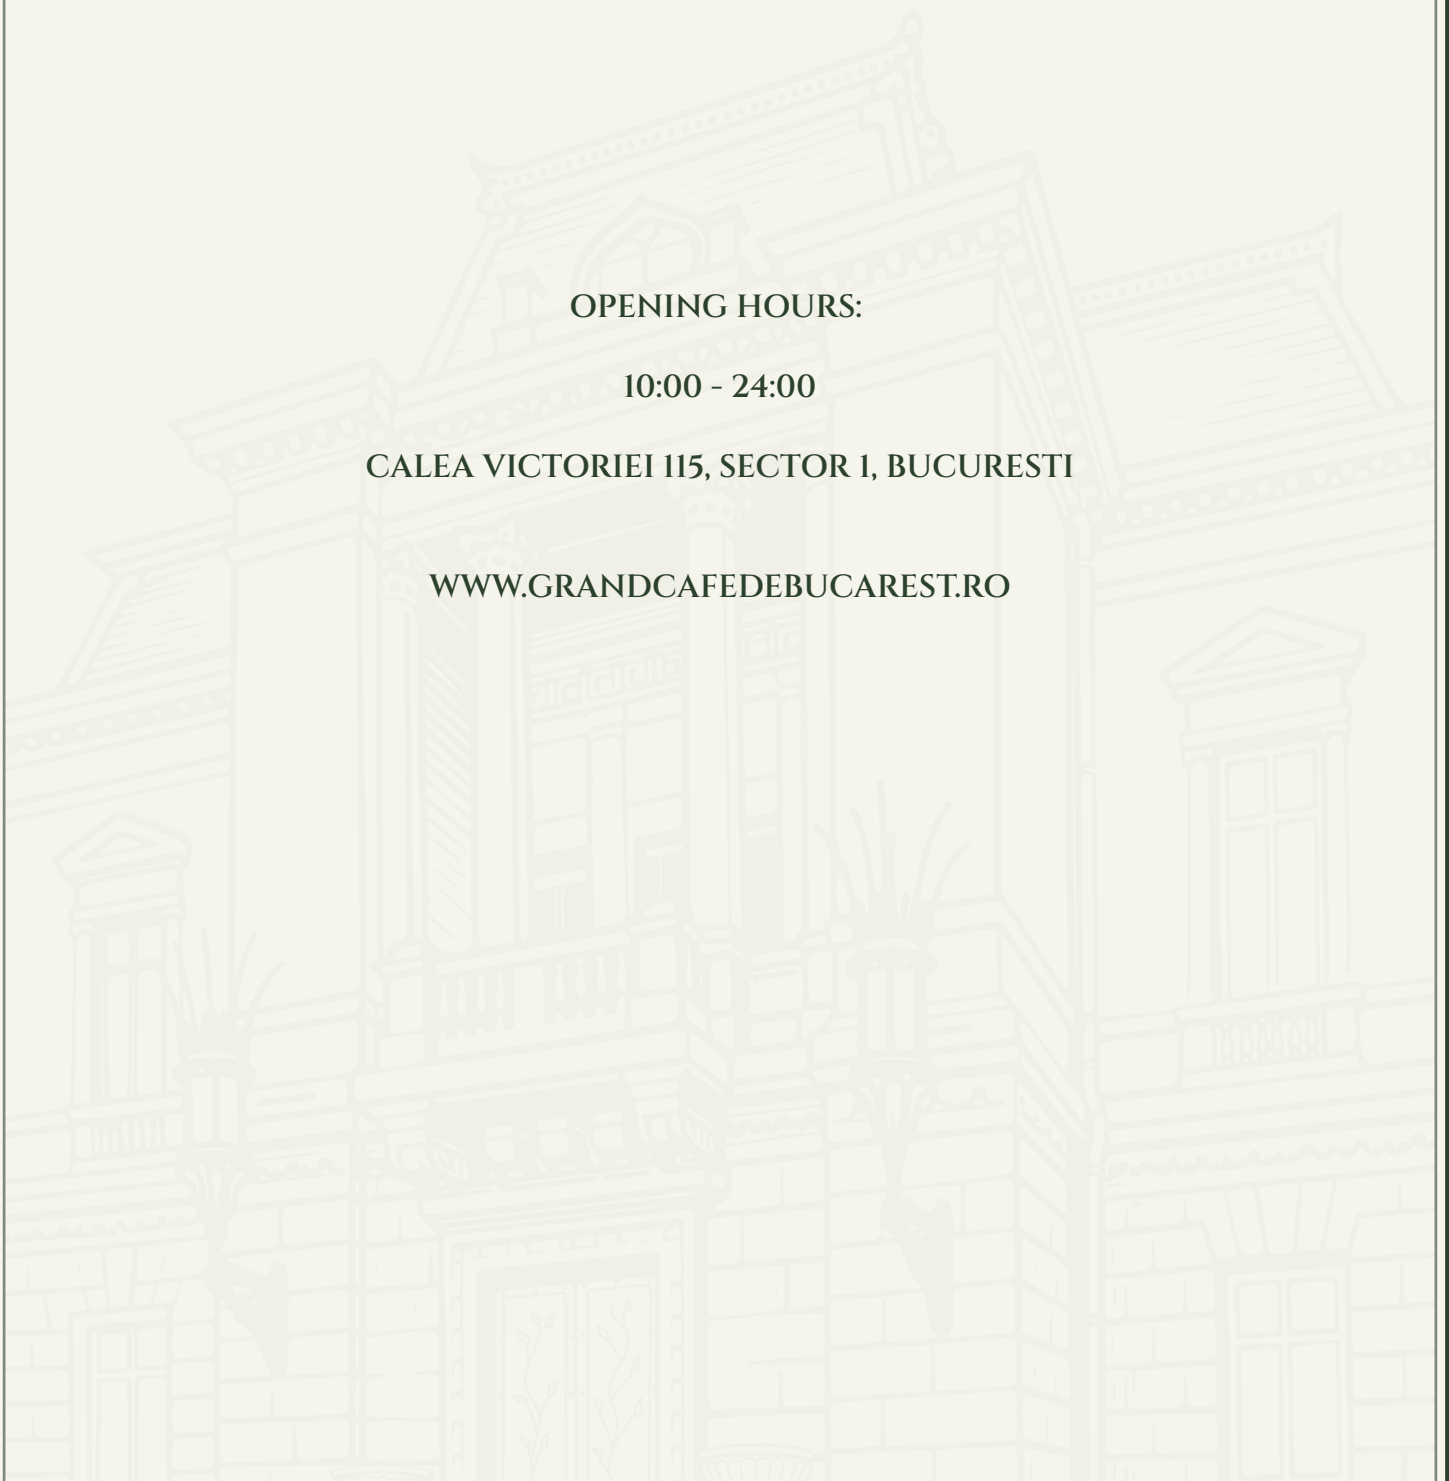 OPENING HOURS:
10:00 - 24:00
CALEA VICTORIEI 115, SECTOR 1, BUCURESTI
WWW.GRANDCAFEDEBUCAREST.RO